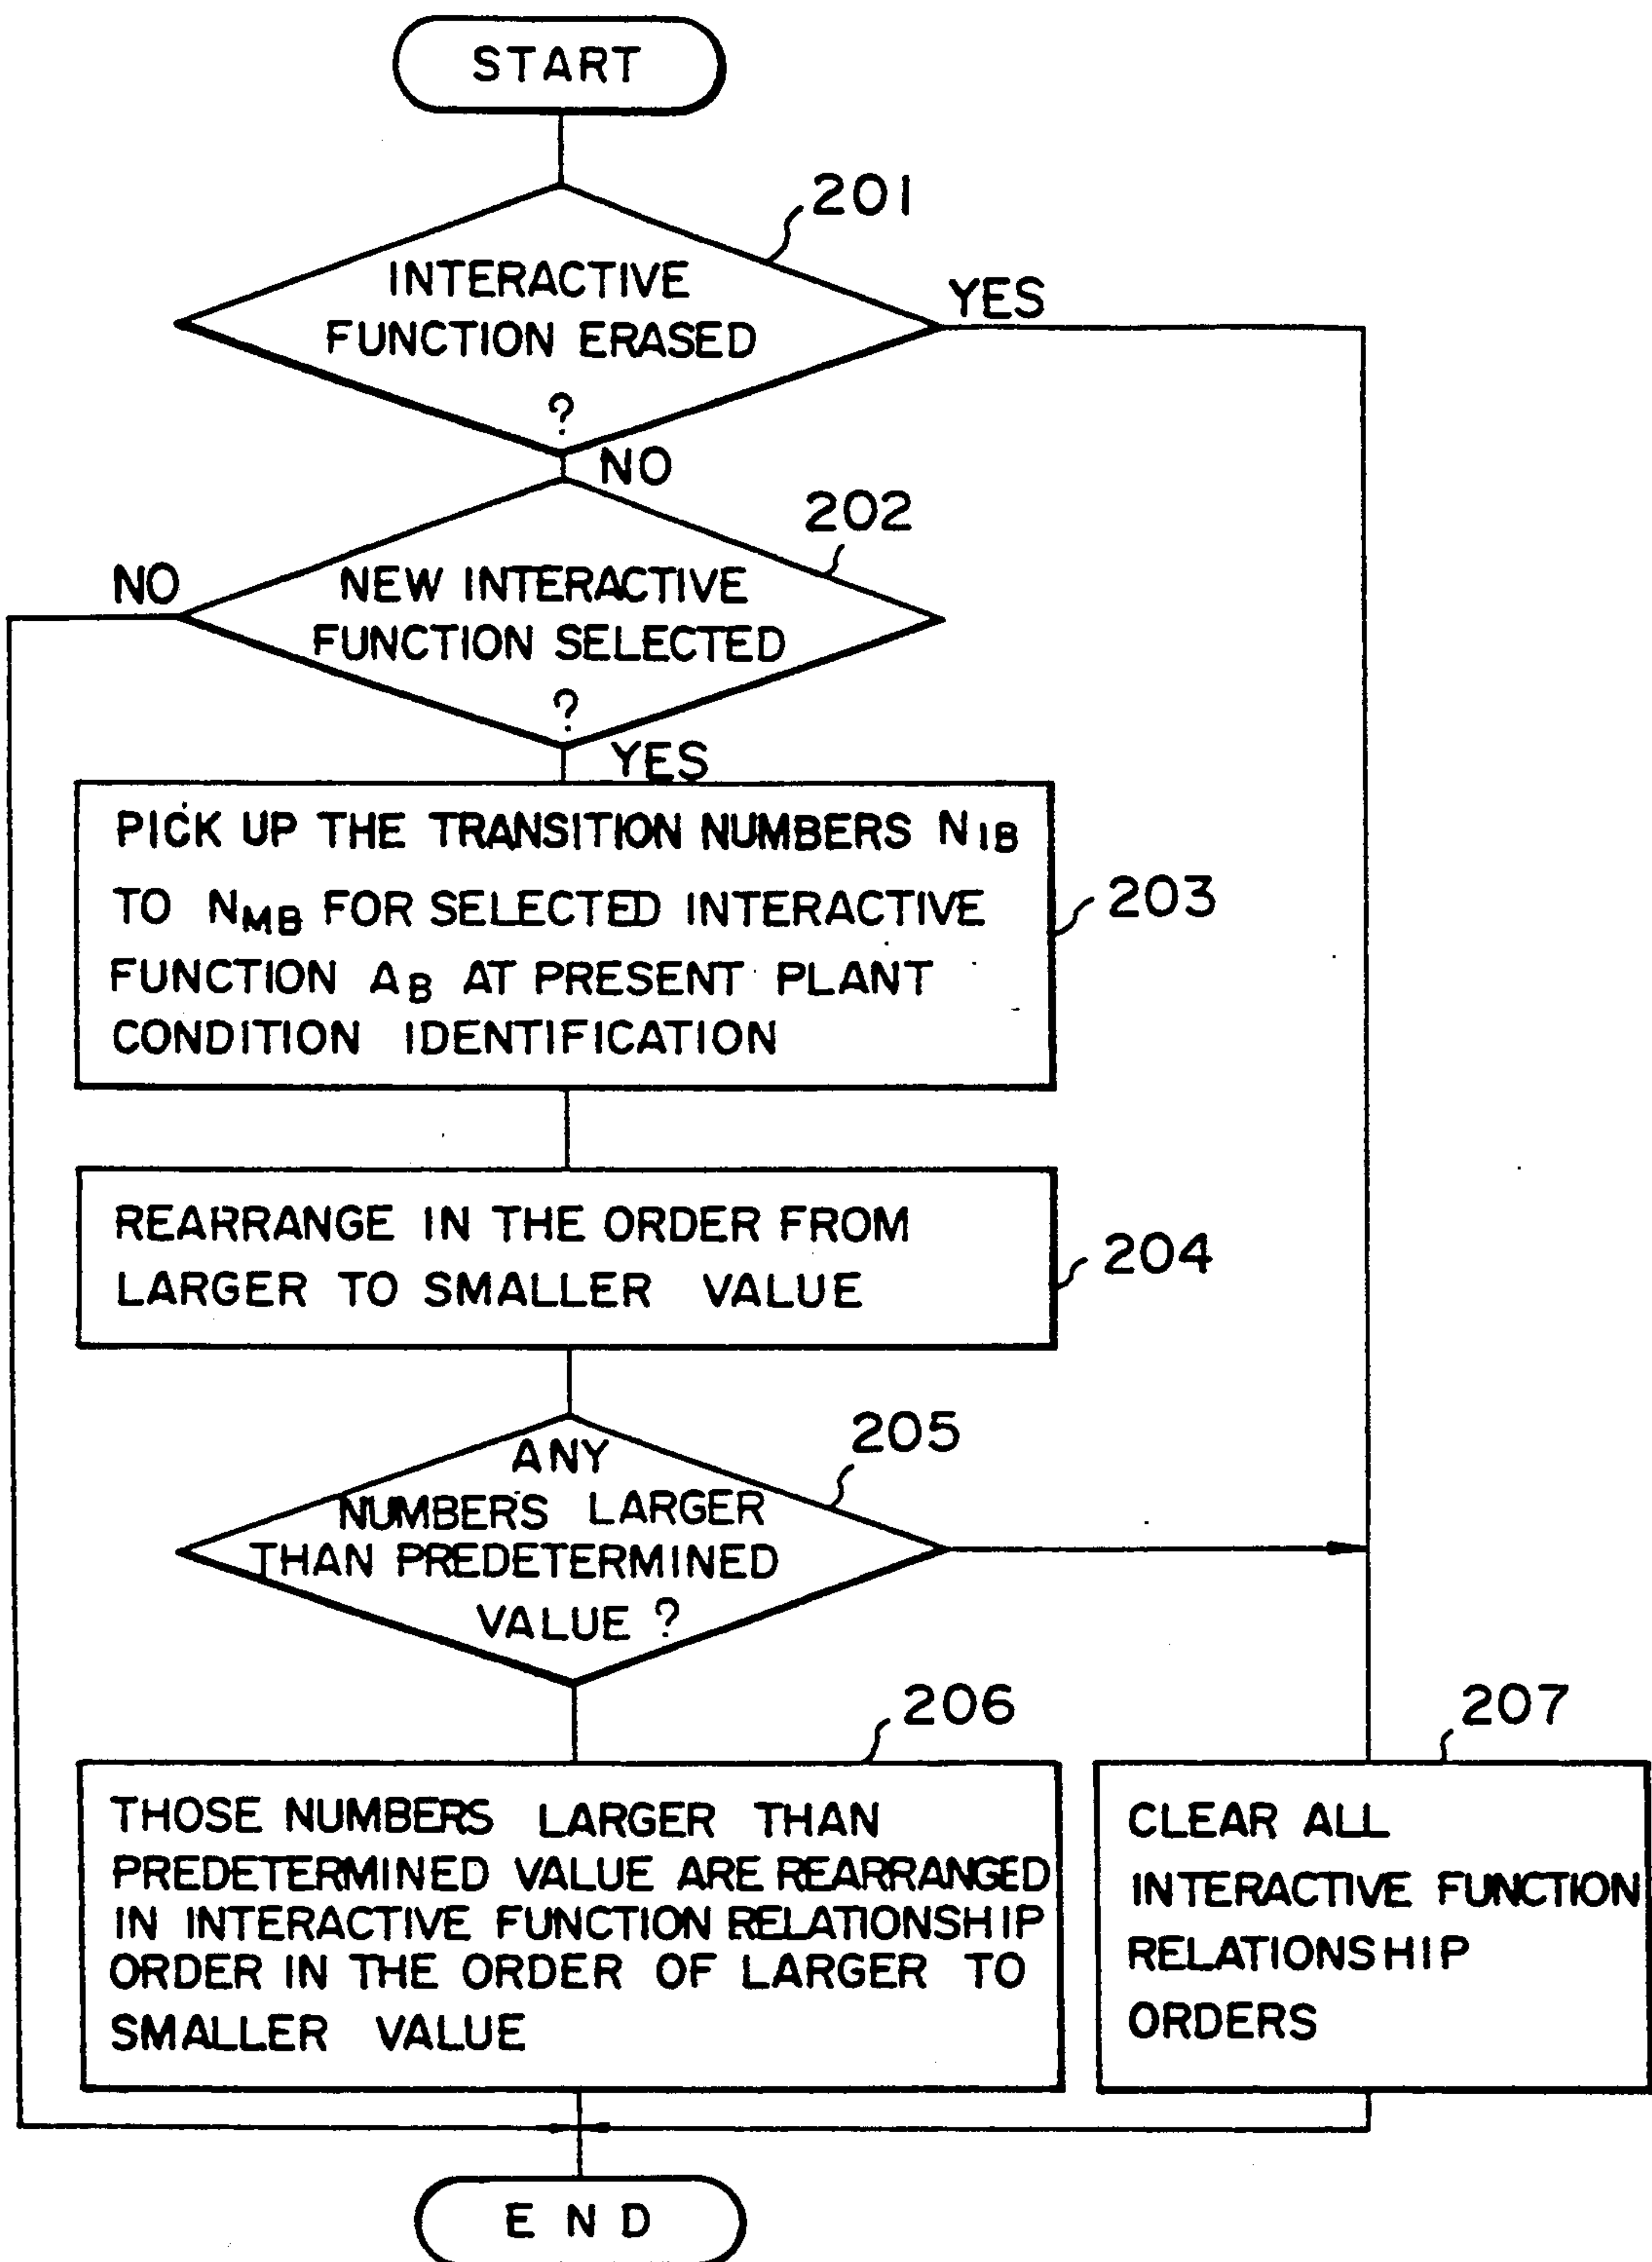 START
201
INTERACTIVE
FUNCTION ERASED
?
YES
NO
202
NEW INTERACTIVE
FUNCTION SELECTED
?
NO
YES
PICK UP THE TRANSITION NUMBERS N1B
TO NMB FOR SELECTED INTERACTIVE
FUNCTION AB AT PRESENT PLANT
CONDITION IDENTIFICATION
203
REARRANGE IN THE ORDER FROM
LARGER TO SMALLER VALUE
204
205
ANY
NUMBERS LARGER
THAN PREDETERMINED
VALUE ?
206
THOSE NUMBERS LARGER THAN
PREDETERMINED VALUE ARE REARRANGED
IN INTERACTIVE FUNCTION RELATIONSHIP
ORDER IN THE ORDER OF LARGER TO
SMALLER VALUE
207
CLEAR ALL
INTERACTIVE FUNCTION
RELATIONSHIP
ORDERS
END